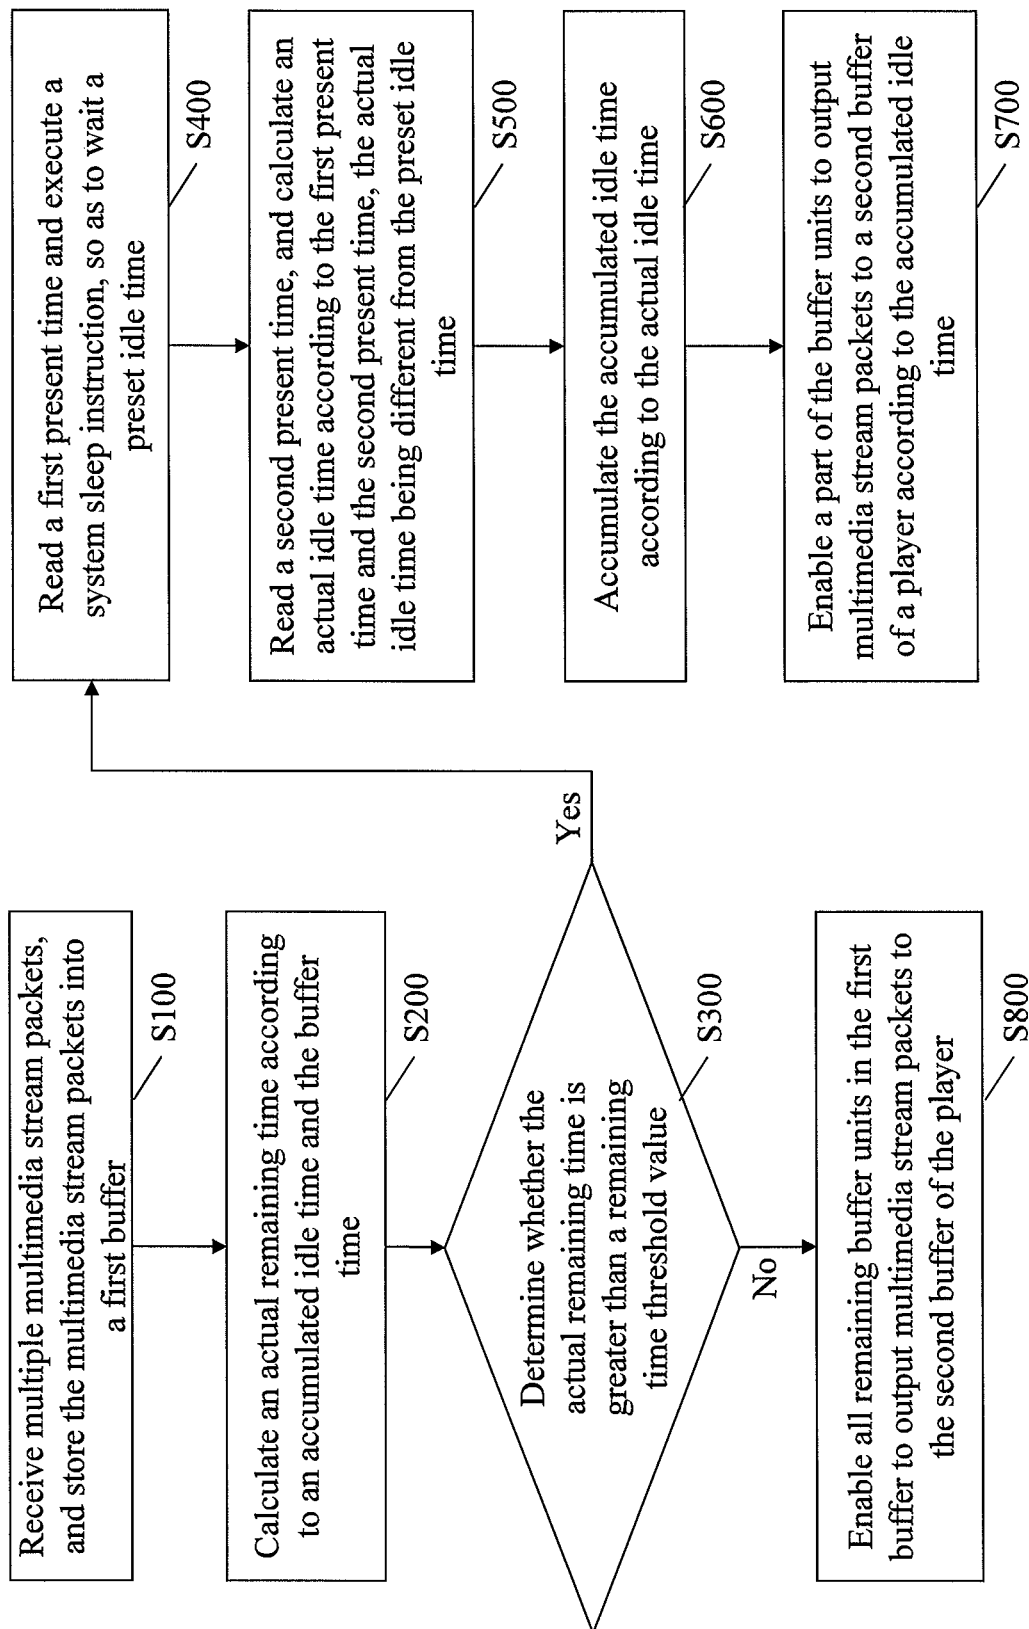 Receive multiple multimedia stream packets,
and store the multimedia stream packets into
a first buffer
S100
Calculate an actual remaining time according
to an accumulated idle time and the buffer
time
S200
Determine whether the
actual remaining time is
greater than a remaining
time threshold value
S300
Yes
No
Enable all remaining buffer units in the first
buffer to output multimedia stream packets to
the second buffer of the player
S800
Read a first present time and execute a
system sleep instruction, so as to wait a
preset idle time
S400
Read a second present time, and calculate an
actual idle time according to the first present
time and the second present time, the actual
idle time being different from the preset idle
time
S500
Accumulate the accumulated idle time
according to the actual idle time
S600
Enable a part of the buffer units to output
multimedia stream packets to a second buffer
of a player according to the accumulated idle
time
S700